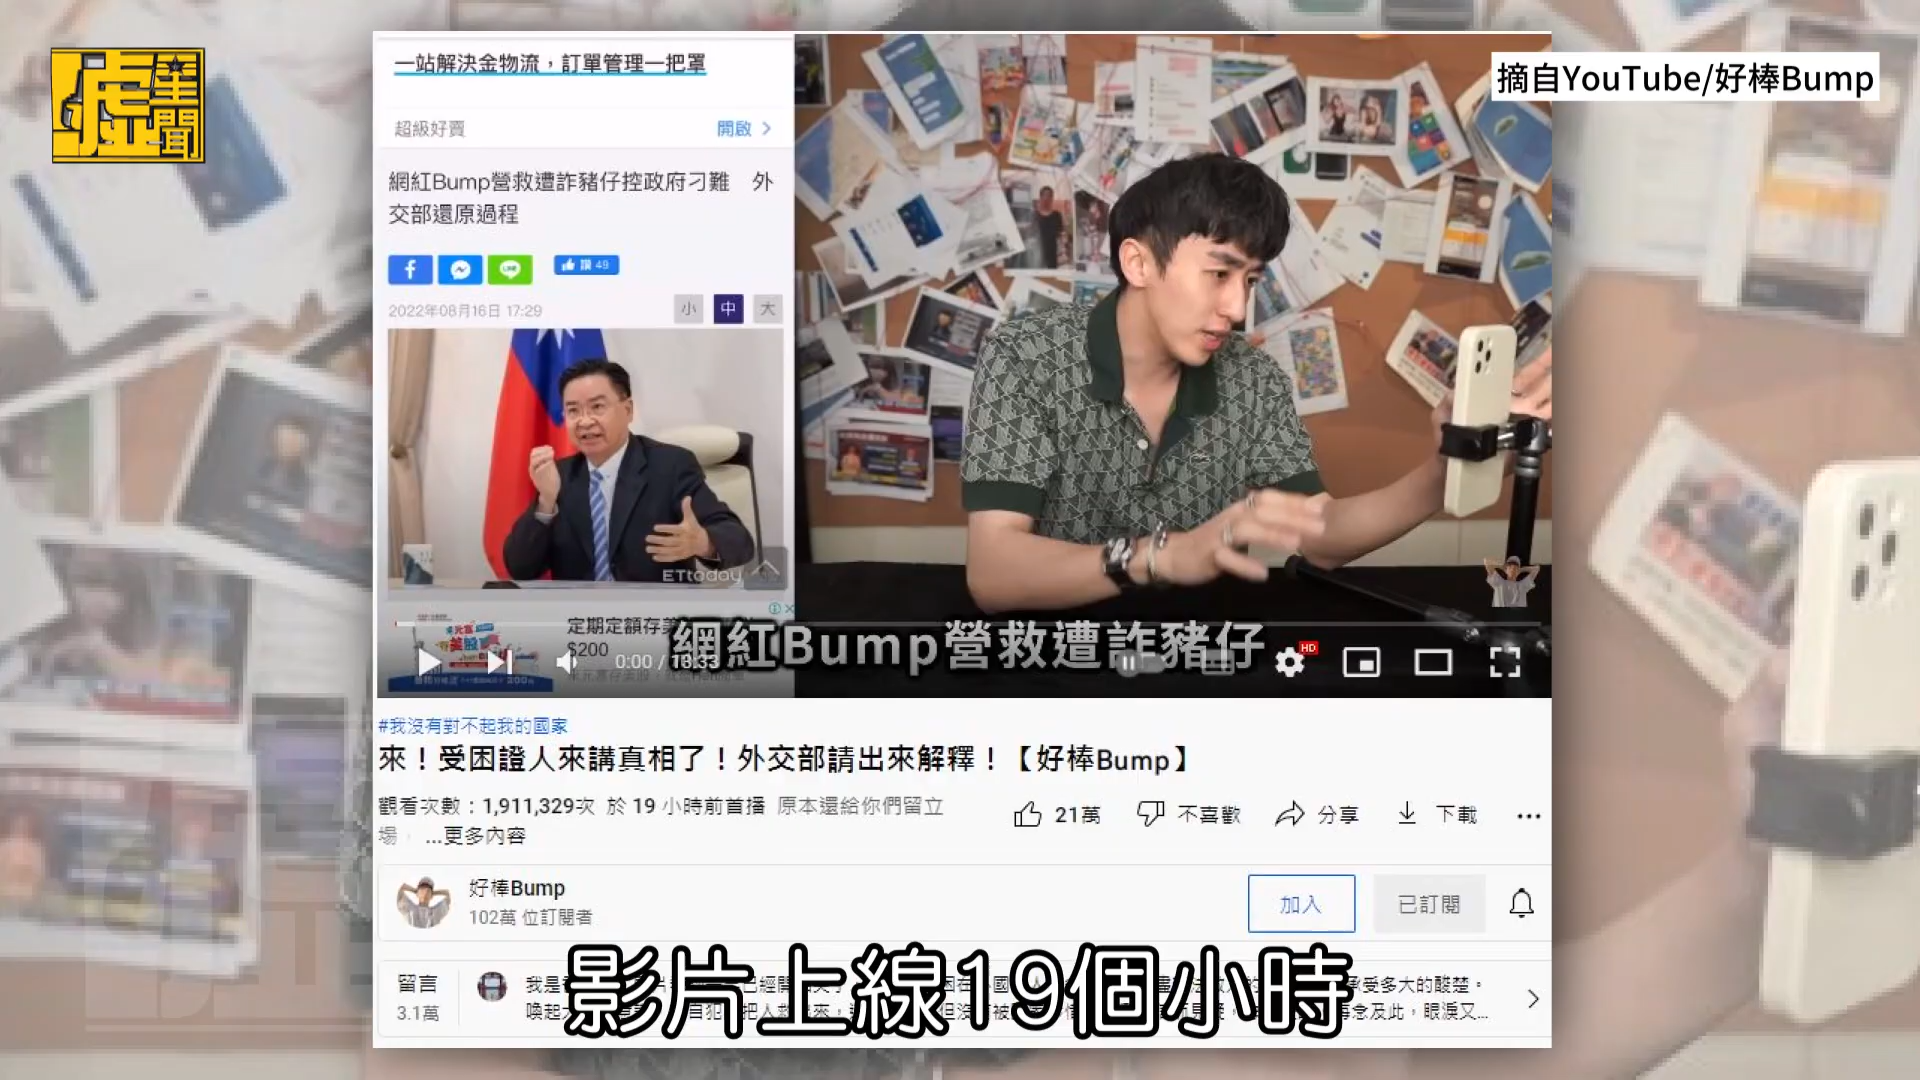 噓星聞
摘自YouTube/好棒Bump
一站解決金物流，訂單管理一把罩
超級好賣
開啟
網紅Bump營救遭詐豬仔控政府刁難 外
交部還原過程
讚 49
2022年08月16日 17:29
小 中 大
ETtoday
定期定額存美
$200
0:00 / 18:33
網紅Bump營救遭詐豬仔
HD
#我沒有對不起我的國家
來！受困證人來講真相了！外交部請出來解釋！【好棒Bump】
觀看次數：1,911,329次 於 19 小時前首播 原本還給你們留立
場， ...更多內容
21萬 不喜歡 分享 下載
好棒Bump
102萬 位訂閱者
加入 已訂閱
留言
3.1萬
影片上線19個小時